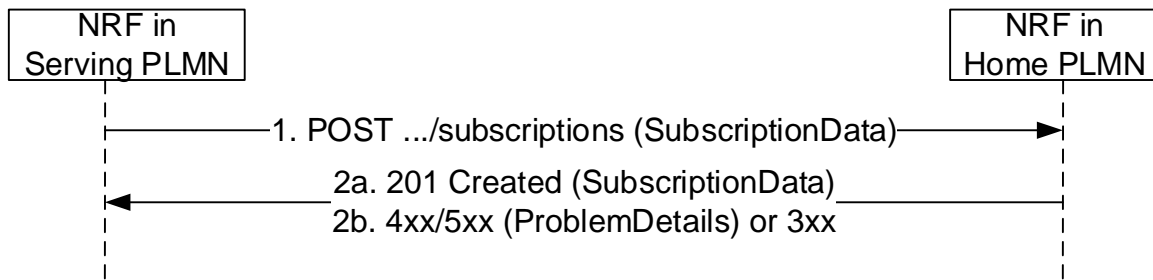 NRF in
Serving PLMN
NRF in
Home PLMN
1. POST .../subscriptions (SubscriptionData)
2a. 201 Created (SubscriptionData)
2b. 4xx/5xx (ProblemDetails) or 3xx